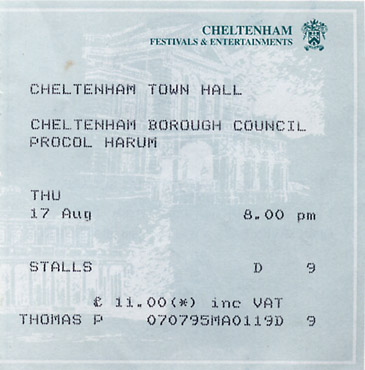 CHELTENHAM
FESTIVALS & ENTERTAINMENTS
CHELTENHAM TOWN HALL
CHELTENHAM BOROUGH COUNCIL
PROCOL HARUM
THU
17 Aug 8.00 pm
STALLS D 9
£ 11.00(*) inc VAT
THOMAS P 070795MA0119D 9